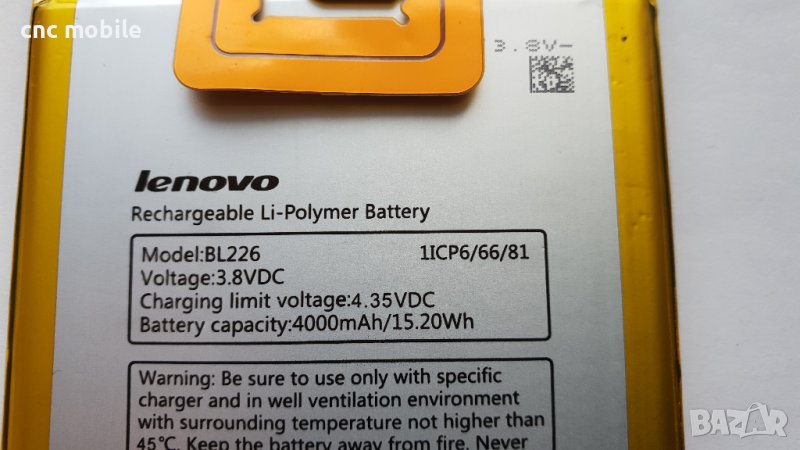 cnc mobile
3.8V-
lenovo
Rechargeable Li-Polymer Battery
Model:BL226 1ICP6/66/81
Voltage:3.8VDC
Charging limit voltage:4.35VDC
Battery capacity:4000mAh/15.20Wh
Warning: Be sure to use only with specific
charger and in well ventilation environment
with surrounding temperature not higher than
45℃. Keep the battery away from fire. Never
BAZAR